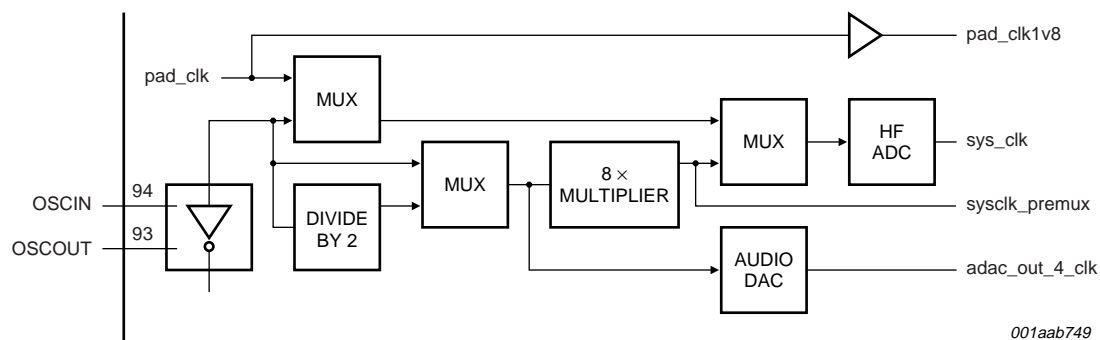 pad_clk1v8
pad_clk
MUX
MUX
HF
ADC
sys_clk
MUX
8 ×
MULTIPLIER
94
OSCIN
DIVIDE
BY 2
sysclk_premux
93
OSCOUT
AUDIO
DAC
adac_out_4_clk
001aab749